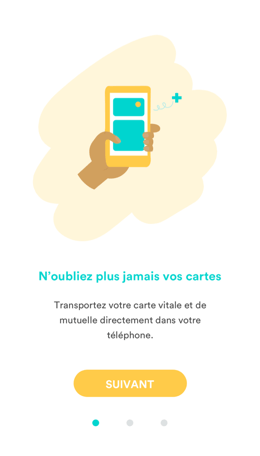 N'oubliez plus jamais vos cartes
Transportez votre carte vitale et de
mutuelle directement dans votre
téléphone.
SUIVANT